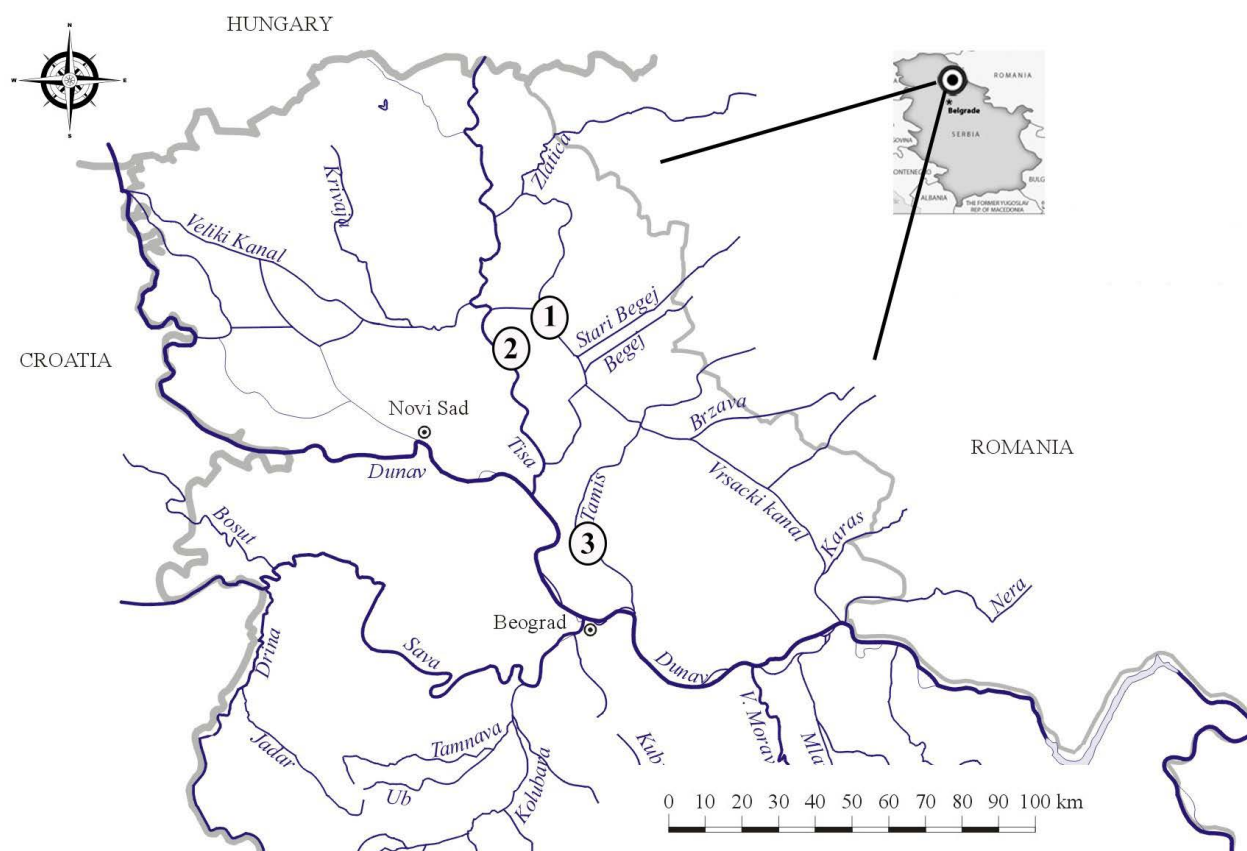 HUNGARY
N
W
E
S
ROMANIA
Belgrade
SERBIA
MONTENEGRO
BULG
ALBANIA
THE FORMER YUGOSLAV
REP. OF MACEDONIA
Zlatica
Krivaja
Veliki Kanal
1
Stari Begej
2
Begej
CROATIA
Novi Sad
Brzava
Tisa
ROMANIA
Dunav
Vrsacki kanal
Tamis
Bosut
3
Karas
Nera
Beograd
Drina
Sava
Dunav
V. Morav
Mla
Kub
Tamnava
Jadar
Ub
Kolubara
0 10 20 30 40 50 60 70 80 90 100 km